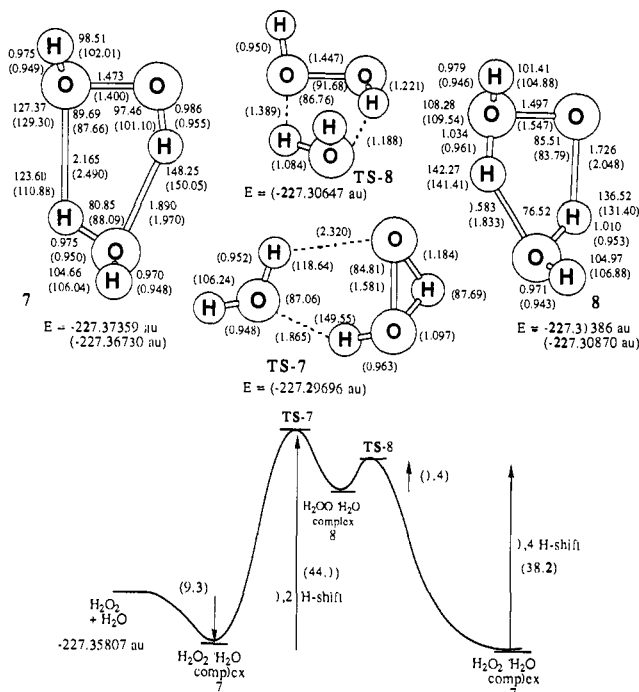 H
0.975
(0.949)
98.51
(102.01)
O
O
1.473
(1.400)
97.46
(101.10)
0.986
(0.955)
127.37
(129.30)
89.69
(87.66)
H
2.165
(2.490)
148.25
(150.05)
1.890
(1.970)
123.60
(110.88)
80.85
(88.09)
H
0.975
(0.950)
O
104.66
(106.04)
H
0.970
(0.948)
7
E = -227.37359 au
(-227.36730 au)
H
(0.950)
(1.447)
O
O
(91.68)
(86.76)
H
(1.221)
(1.389)
H
H
O
(1.188)
(1.084)
TS-8
E = (-227.30647 au)
(2.320)
H
O
(0.952)
(118.64)
(1.184)
(106.24)
(84.81)
(1.581)
H
O
(87.06)
H
(87.69)
(149.55)
(0.948)
(1.865)
H
O
(1.097)
(0.963)
TS-7
E = (-227.29696 au)
0.979
(0.946)
H
101.41
(104.88)
108.28
(109.54)
O
1.497
(1.547)
O
1.034
(0.961)
85.51
(83.79)
1.726
(2.048)
142.27
(141.41)
H
136.52
(131.40)
).583
(1.833)
76.52
H
1.010
(0.953)
O
H
104.97
(106.88)
0.971
(0.943)
8
E = -227.3)386 au
(-227.30870 au)
TS-7
TS-8
().4)
H2OO H2O
complex
8
(9.3)
(44.))
),2 H-shift
),4 H-shift
(38.2)
H2O2
+ H2O
-227.35807 au
H2O2 H2O
complex
7
H2O2 H2O
complex